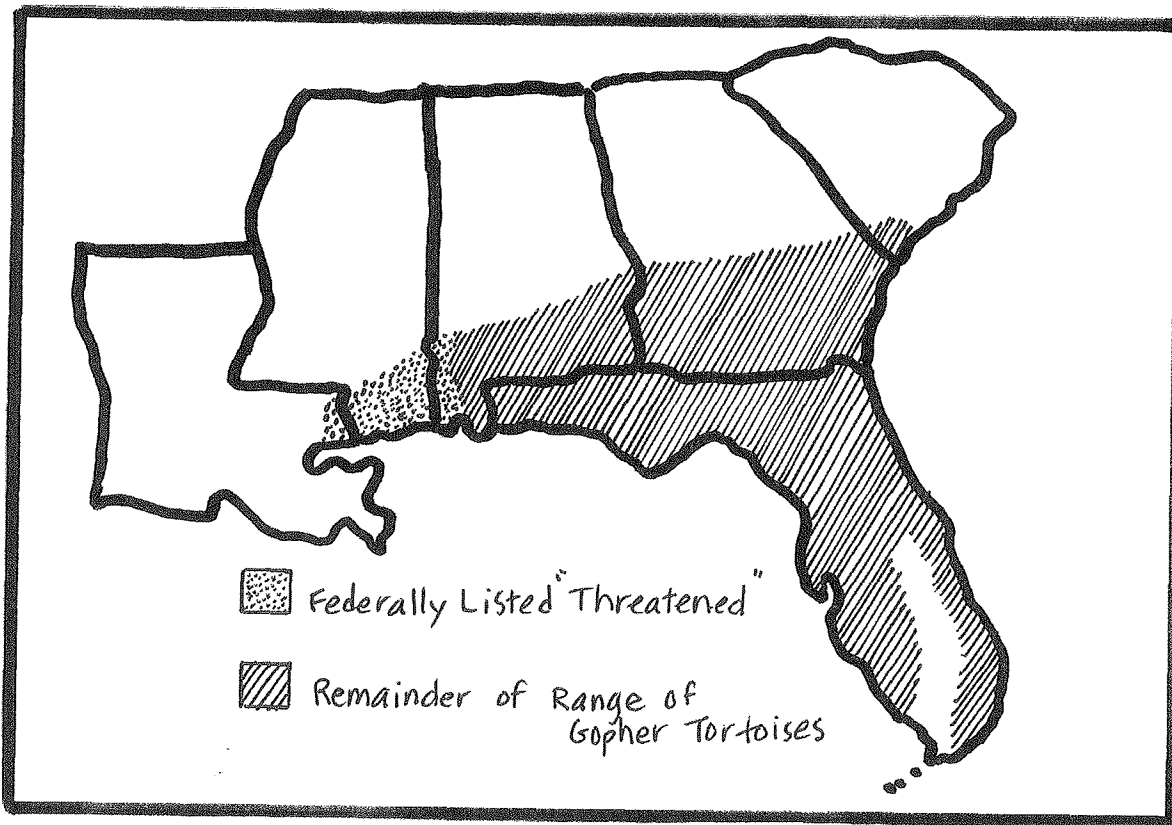 Federally Listed "Threatened"
Remainder of Range of
Gopher Tortoises